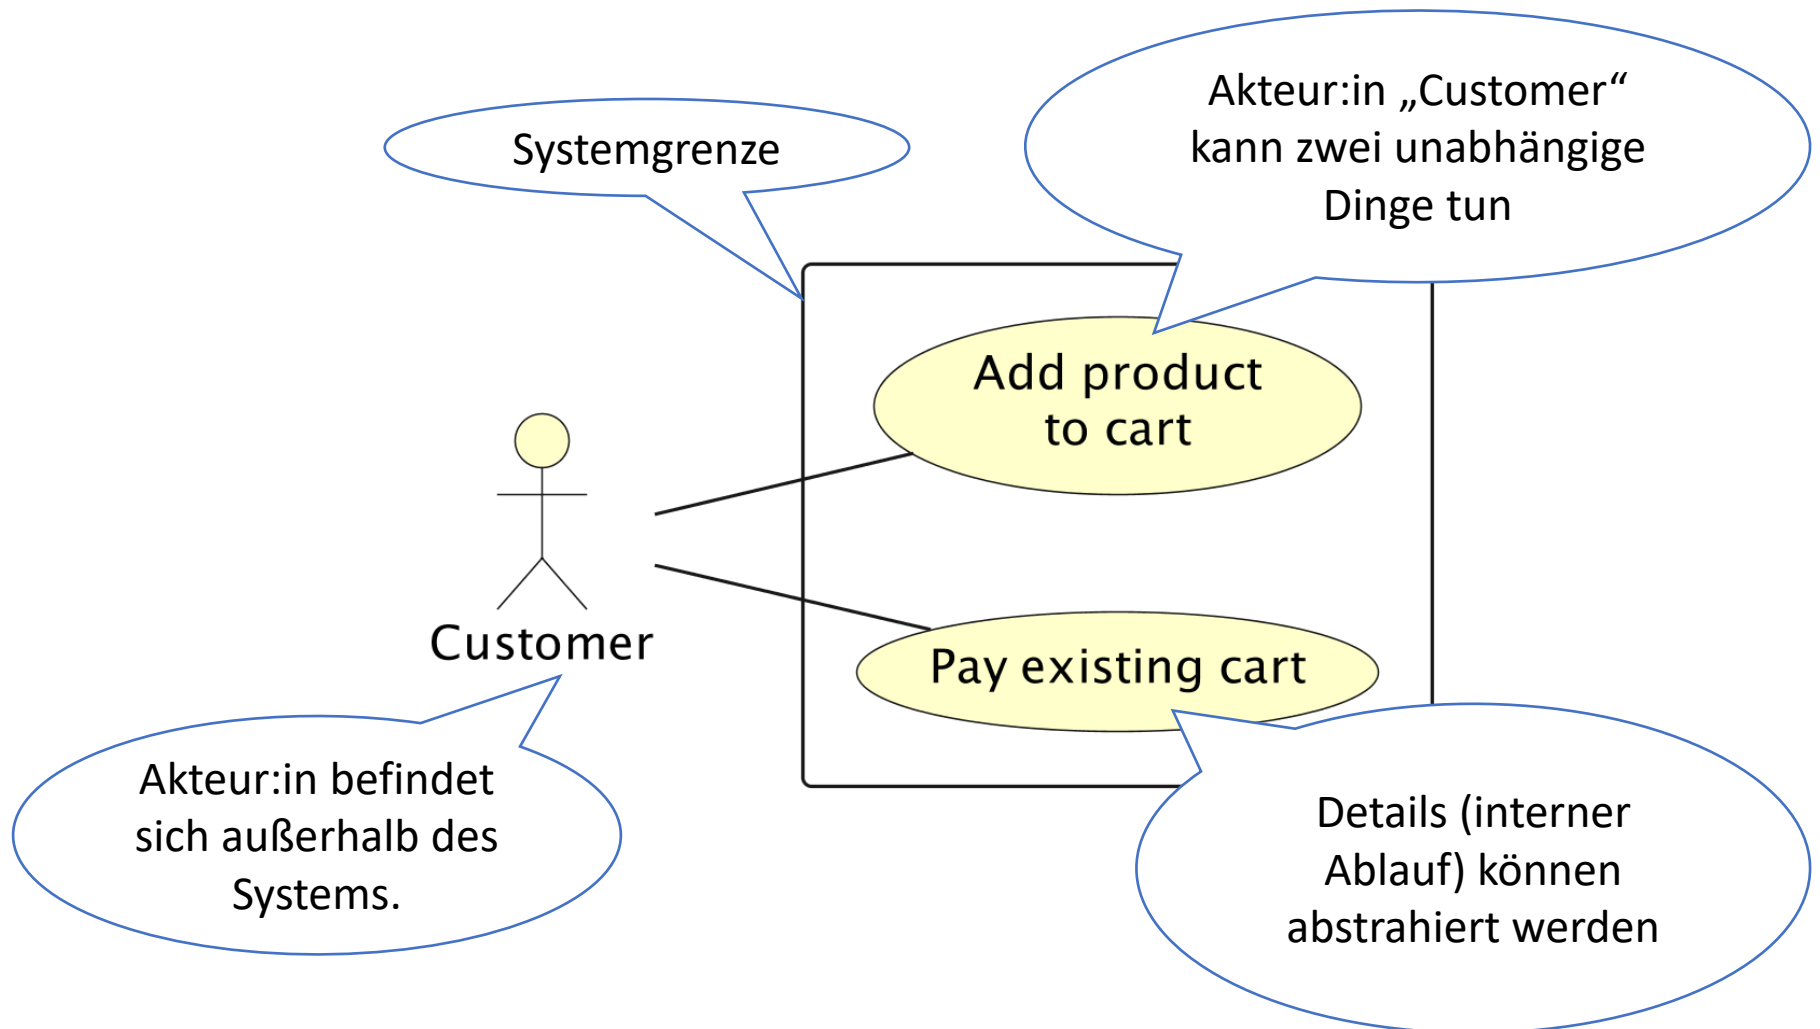 Systemgrenze
Akteur:in „Customer“
kann zwei unabhängige
Dinge tun
Add product
to cart
Customer
Pay existing cart
Akteur:in befindet
sich außerhalb des
Systems.
Details (interner
Ablauf) können
abstrahiert werden